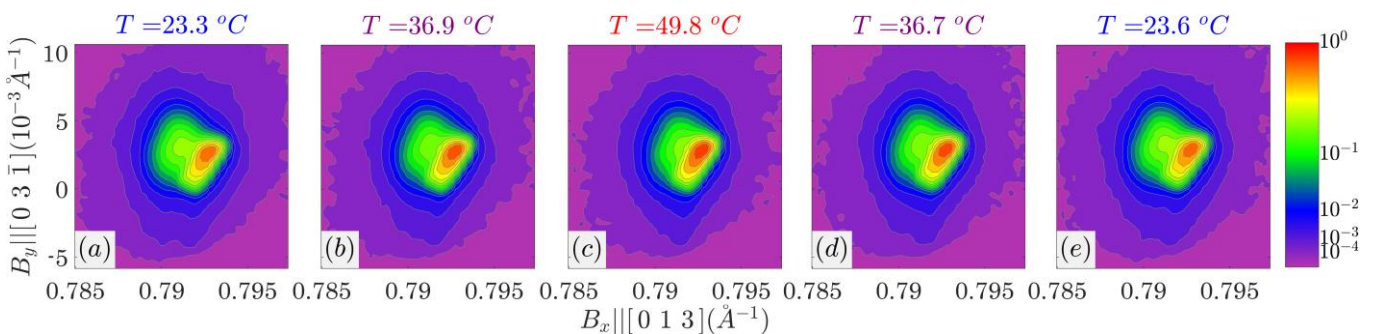 T = 23.3 °C T = 36.9 °C T = 49.8 °C T = 36.7 °C T = 23.6 °C
B_y||[0 3 1̄](10⁻³Å⁻¹)
10
5
0
-5
(a) (b) (c) (d) (e)
0.785 0.79 0.795 0.785 0.79 0.795 0.785 0.79 0.795 0.785 0.79 0.795 0.785 0.79 0.795
B_x||[0 1 3](Å⁻¹)
10⁰
10⁻¹
10⁻²
10⁻³
10⁻⁴